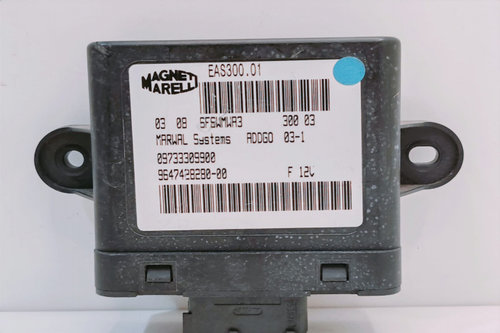 MAGNETI
MARELLI
EAS300.01
03 08 SFSWMWA3 300 03
MARWAL Systems ADDGO 03-1
09733309900
9647428280-00 F 12V